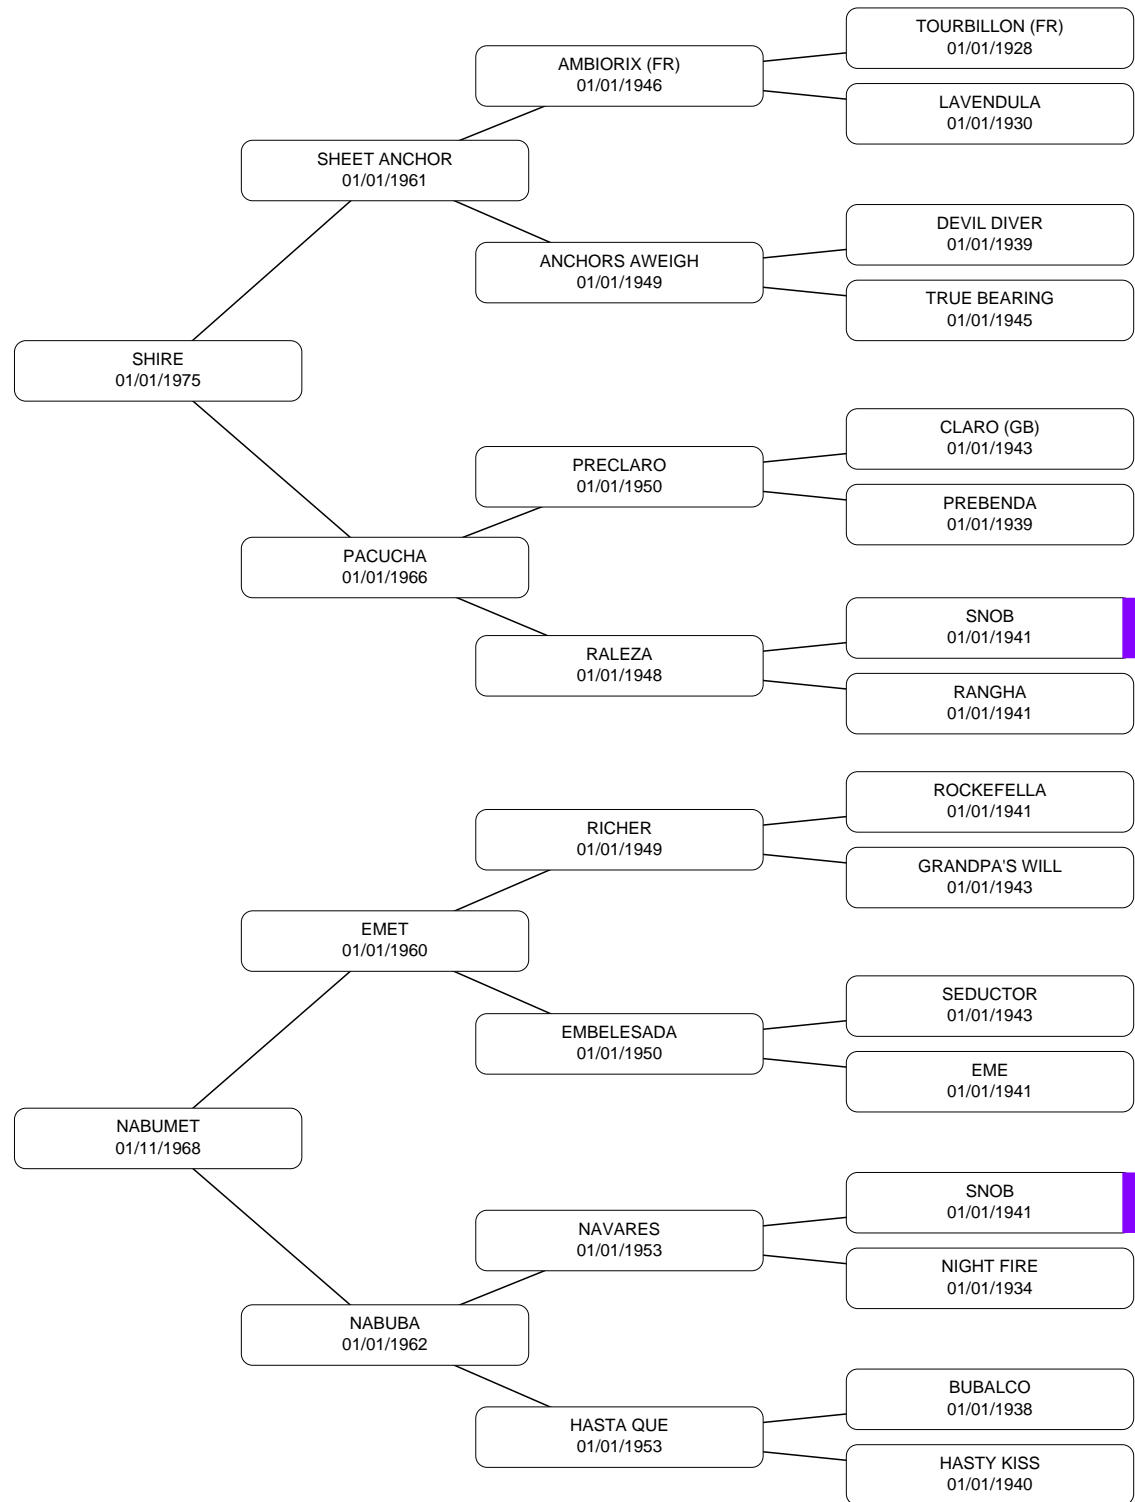 TOURBILLON (FR)
01/01/1928
AMBIORIX (FR)
01/01/1946
LAVENDULA
01/01/1930
SHEET ANCHOR
01/01/1961
DEVIL DIVER
01/01/1939
ANCHORS AWEIGH
01/01/1949
TRUE BEARING
01/01/1945
SHIRE
01/01/1975
CLARO (GB)
01/01/1943
PRECLARO
01/01/1950
PREBENDA
01/01/1939
PACUCHA
01/01/1966
SNOB
01/01/1941
RALEZA
01/01/1948
RANGHA
01/01/1941
ROCKEFELLA
01/01/1941
RICHER
01/01/1949
GRANDPA'S WILL
01/01/1943
EMET
01/01/1960
SEDUCTOR
01/01/1943
EMBELESADA
01/01/1950
EME
01/01/1941
NABUMET
01/11/1968
SNOB
01/01/1941
NAVARES
01/01/1953
NIGHT FIRE
01/01/1934
NABUBA
01/01/1962
BUBALCO
01/01/1938
HASTA QUE
01/01/1953
HASTY KISS
01/01/1940